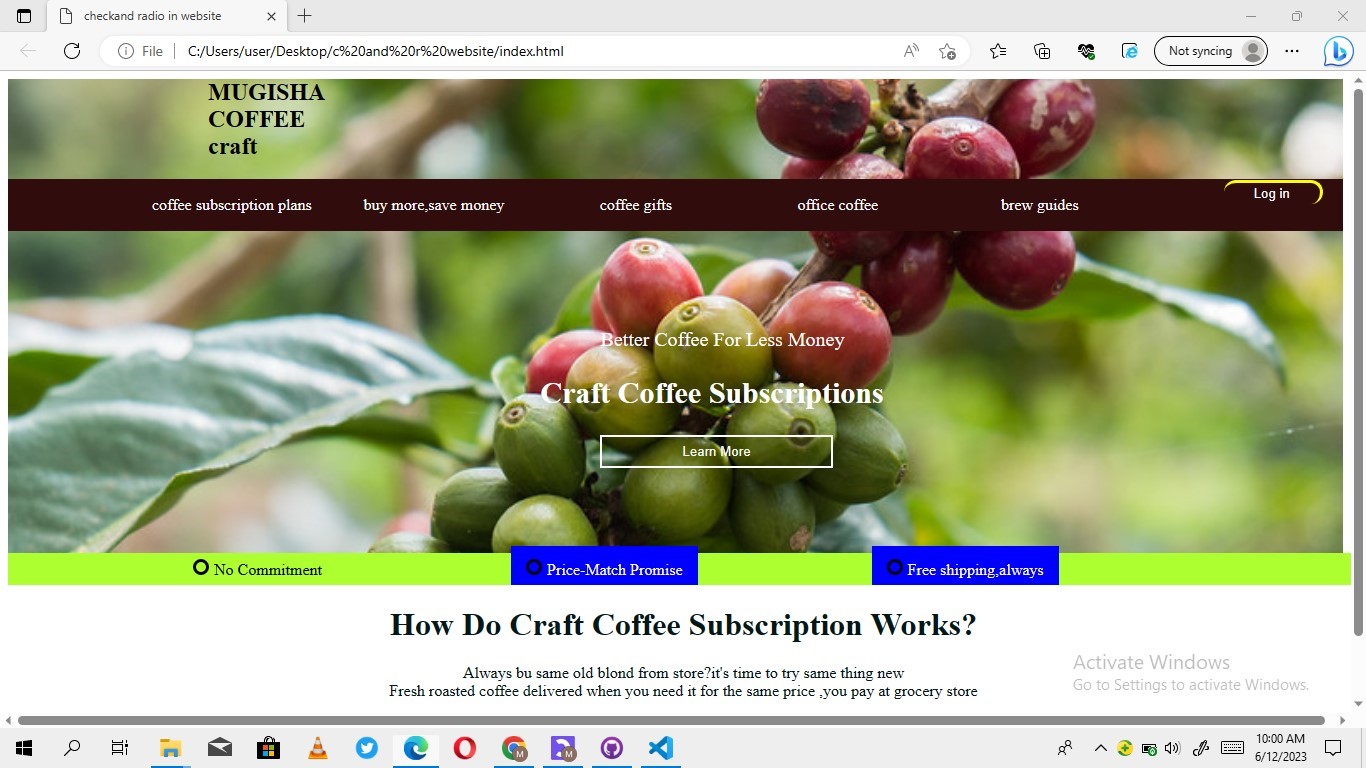 checkand radio in website
File
C:/Users/user/Desktop/c%20and%20r%20website/index.html
Not syncing
MUGISHA
COFFEE
craft
coffee subscription plans
buy more,save money
coffee gifts
office coffee
brew guides
Log in
Better Coffee For Less Money
Craft Coffee Subscriptions
Learn More
No Commitment
Price-Match Promise
Free shipping,always
How Do Craft Coffee Subscription Works?
Always bu same old blond from store?it's time to try same thing new
Fresh roasted coffee delivered when you need it for the same price ,you pay at grocery store
Activate Windows
Go to Settings to activate Windows.
10:00 AM
6/12/2023